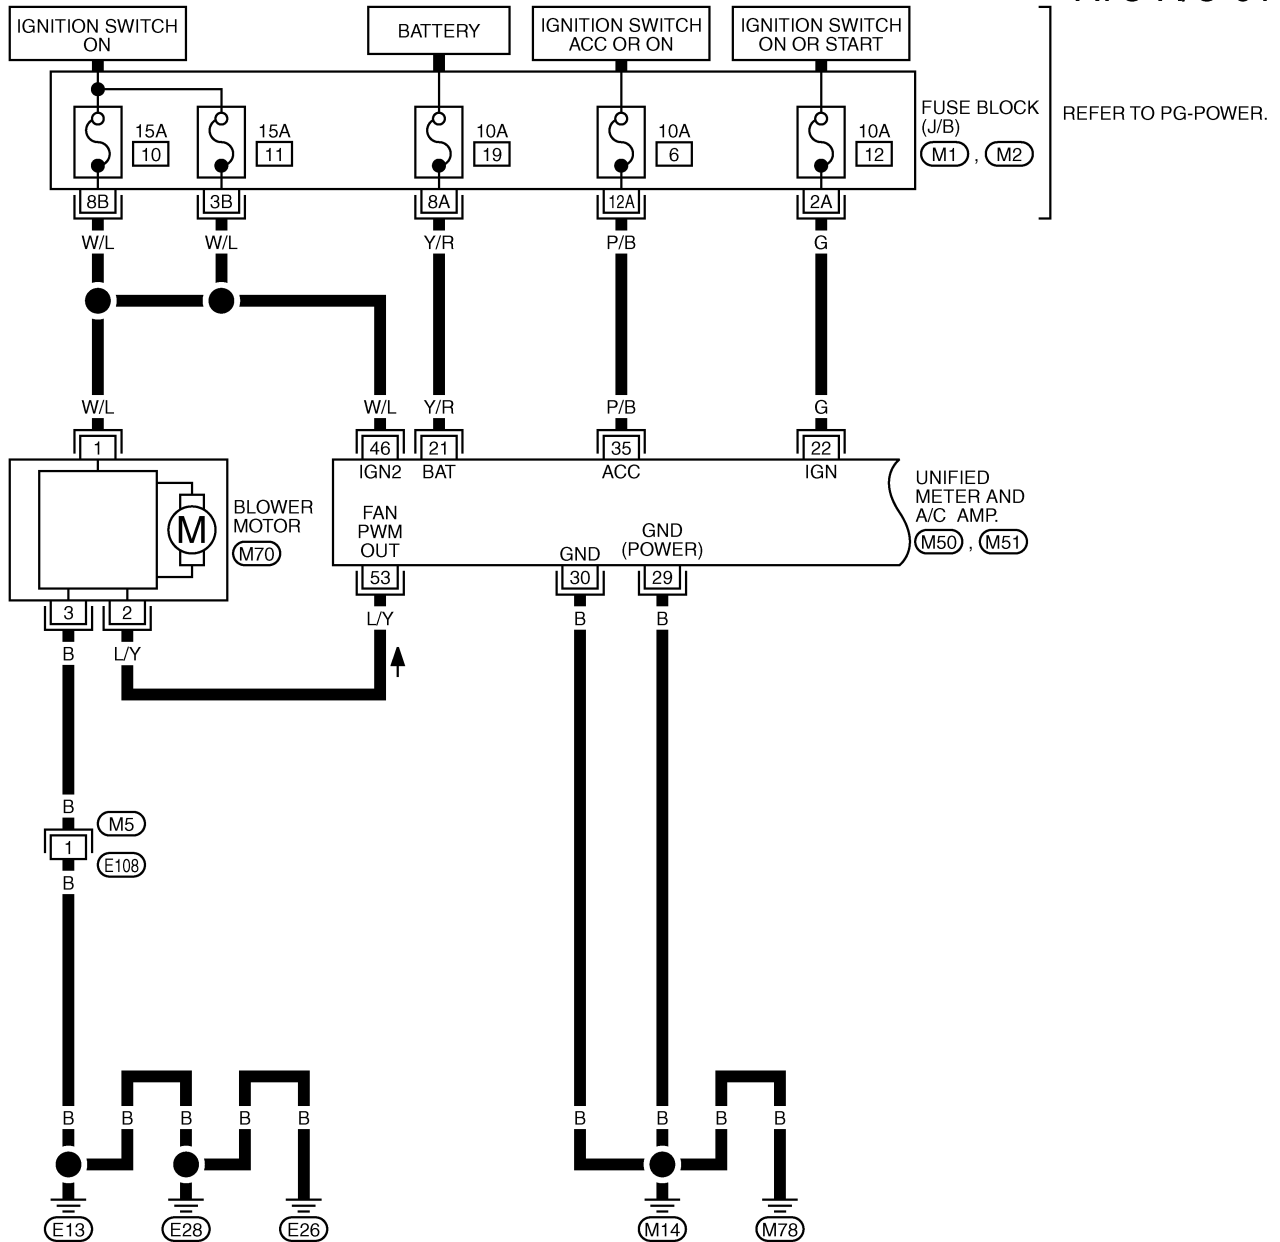 IGNITION SWITCH
ON
BATTERY
IGNITION SWITCH
ACC OR ON
IGNITION SWITCH
ON OR START
15A
10
15A
11
10A
19
10A
6
10A
12
FUSE BLOCK
(J/B)
M1 , M2
REFER TO PG-POWER.
8B
3B
8A
12A
2A
W/L
W/L
Y/R
P/B
G
W/L
W/L
Y/R
P/B
G
1
46
21
35
22
IGN2
BAT
ACC
IGN
M
BLOWER
MOTOR
M70
FAN
PWM
OUT
GND
GND
(POWER)
UNIFIED
METER AND
A/C AMP.
M50 , M51
53
30
29
3
2
L/Y
B
B
B
L/Y
B
M5
1
E108
B
B
B
B
B
B
B
B
B
B
E13
E28
E26
M14
M78